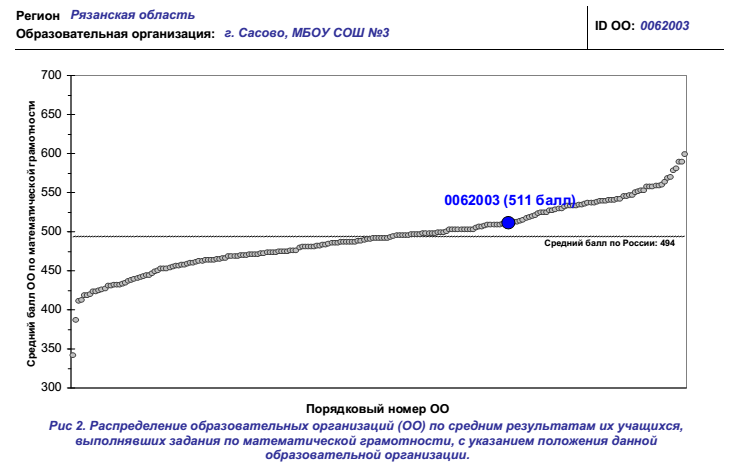 Регион Рязанская область
Образовательная организация: г. Сасово, МБОУ СОШ №3
ID ОО: 0062003
Средний балл ОО по математической грамотности
700
650
600
550
500
450
400
350
300
0062003 (511 балл)
Средний балл по России: 494
Порядковый номер ОО
Рис 2. Распределение образовательных организаций (ОО) по средним результатам их учащихся,
выполнявших задания по математической грамотности, с указанием положения данной
образовательной организации.